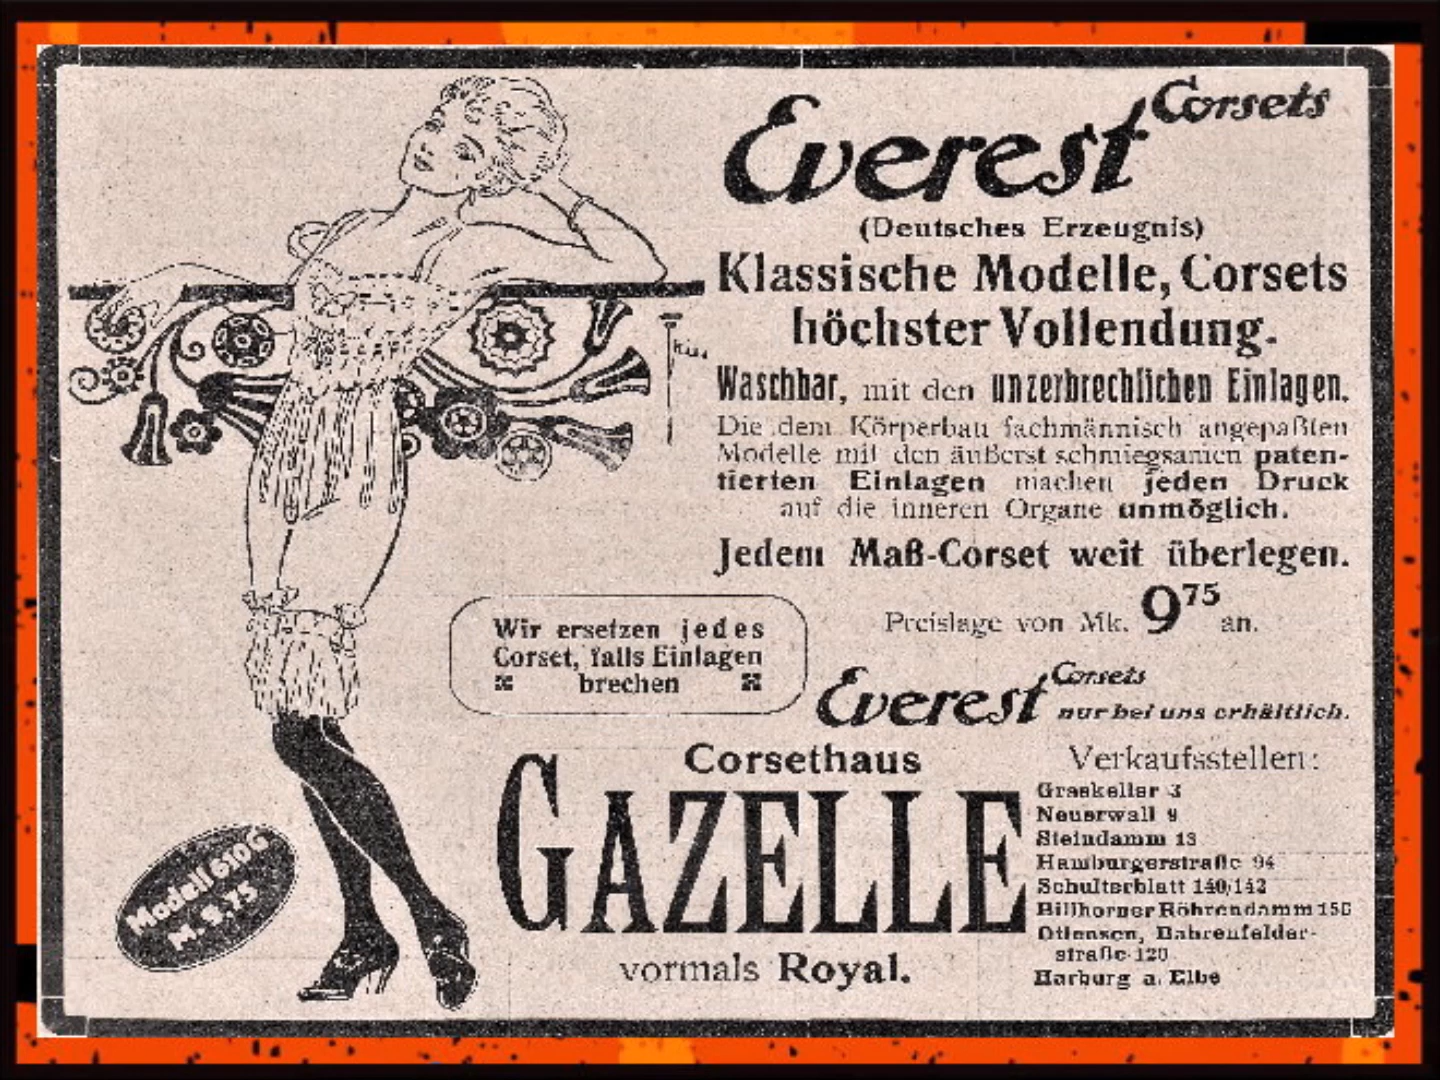 Everest Corsets
(Deutsches Erzeugnis)
Klassische Modelle, Corsets
höchster Vollendung.
Waschbar, mit den unzerbrechlichen Einlagen.
Die dem Körperbau fachmännisch angepaßten
Modelle mit den äußerst schmiegsamen paten-
tierten Einlagen machen jeden Druck
auf die inneren Organe unmöglich.
Jedem Maß-Corset weit überlegen.
Preislage von Mk. 9 75 an.
Wir ersetzen jedes
Corset, falls Einlagen
brechen
Everest Corsets
nur bei uns erhältlich.
Corsethaus
GAZELLE
vormals Royal.
Verkaufsstellen:
Graskeller 3
Neuerwall 9
Steindamm 13
Hamburgerstraße 94
Schulterblatt 140/142
Billhorner Röhrendamm
Ottensen, Bahrenfelder-
straße 120
Harburg a. Elbe
Modell 610G
M. 9.75